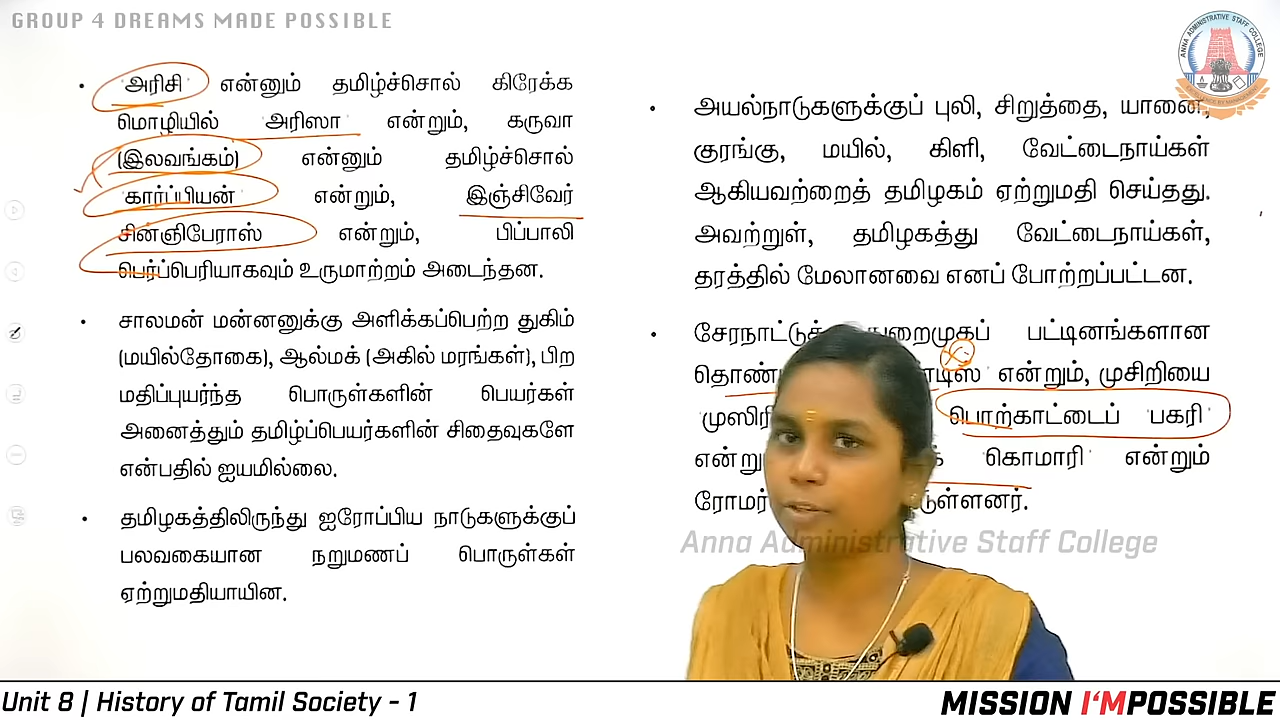 GROUP 4 DREAMS MADE POSSIBLE
ANNA ADMINISTRATIVE STAFF COLLEGE
• அரிசி என்னும் தமிழ்ச்சொல் கிரேக்க
மொழியில் அரிஸா என்றும், கருவா
(இலவங்கம்) என்னும் தமிழ்ச்சொல்
கார்ப்பியன் என்றும், இஞ்சிவேர்
சின்ஞிபேராஸ் என்றும், பிப்பாலி
பெர்ப்பெரியாகவும் உருமாற்றம் அடைந்தன.
• சாலமன் மன்னனுக்கு அளிக்கப்பெற்ற துகிம்
(மயில்தோகை), ஆல்மக் (அகில் மரங்கள்), பிற
மதிப்புயர்ந்த பொருள்களின் பெயர்கள்
அனைத்தும் தமிழ்ப்பெயர்களின் சிதைவுகளே
என்பதில் ஐயமில்லை.
• தமிழகத்திலிருந்து ஐரோப்பிய நாடுகளுக்குப்
பலவகையான நறுமணப் பொருள்கள்
ஏற்றுமதியாயின.
• அயல்நாடுகளுக்குப் புலி, சிறுத்தை, யானை,
குரங்கு, மயில், கிளி, வேட்டைநாய்கள்
ஆகியவற்றைத் தமிழகம் ஏற்றுமதி செய்தது.
அவற்றுள், தமிழகத்து வேட்டைநாய்கள்,
தரத்தில் மேலானவை எனப் போற்றப்பட்டன.
• சேரநாட்டுத் துறைமுகப் பட்டினங்களான
என்றும், முசிறியை
பொற்காட்டைப் பகரி
கொமாரி என்றும்
Anna Administrative Staff College
Unit 8 | History of Tamil Society - 1
MISSION I'MPOSSIBLE